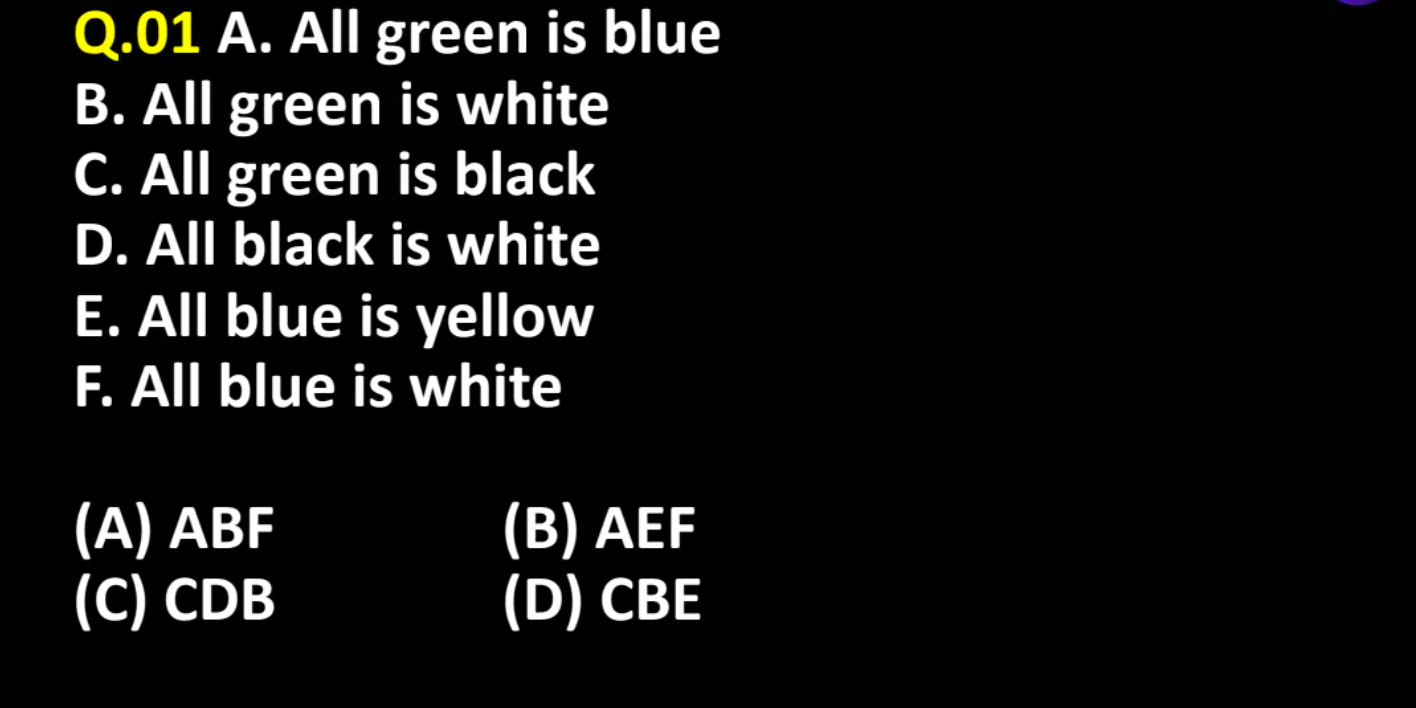 Q.01 A. All green is blue
B. All green is white
C. All green is black
D. All black is white
E. All blue is yellow
F. All blue is white
(A) ABF (B) AEF
(C) CDB (D) CBE